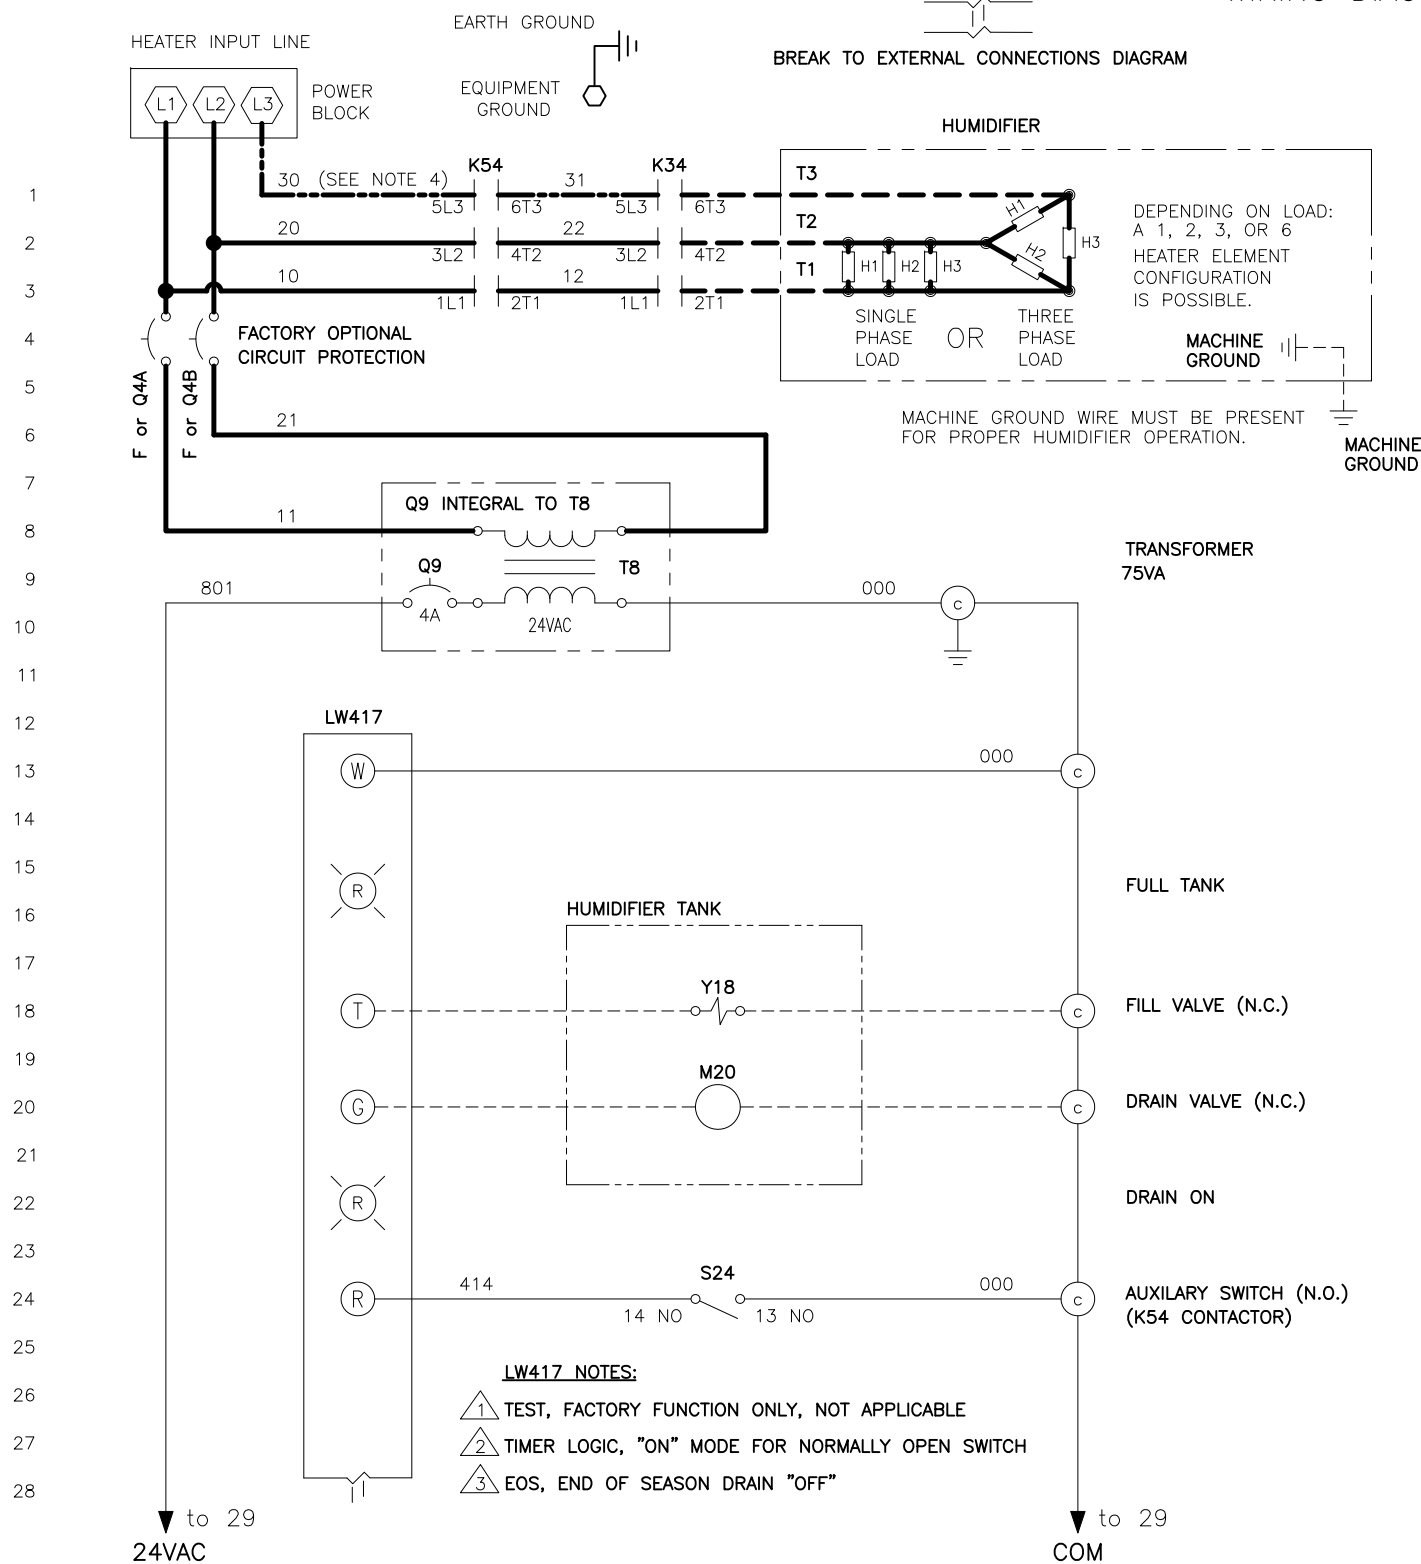 EARTH GROUND
HEATER INPUT LINE
BREAK TO EXTERNAL CONNECTIONS DIAGRAM
L1 L2 L3
POWER
BLOCK
EQUIPMENT
GROUND
HUMIDIFIER
K54
K34
T3
1
30 (SEE NOTE 4)
31
5L3
6T3
5L3
6T3
T2
2
20
22
3L2
4T2
3L2
4T2
T1
3
10
12
1L1
2T1
1L1
2T1
H1 H2 H3
H1
H2
H3
DEPENDING ON LOAD:
A 1, 2, 3, OR 6
HEATER ELEMENT
CONFIGURATION
IS POSSIBLE.
SINGLE
PHASE
LOAD
OR
THREE
PHASE
LOAD
MACHINE
GROUND
4
FACTORY OPTIONAL
CIRCUIT PROTECTION
5
F or Q4A
F or Q4B
6
21
MACHINE GROUND WIRE MUST BE PRESENT
FOR PROPER HUMIDIFIER OPERATION.
MACHINE
GROUND
7
Q9 INTEGRAL TO T8
8
11
TRANSFORMER
75VA
9
Q9
T8
801
4A
24VAC
000
C
10
11
12
LW417
13
W
000
C
14
15
R
FULL TANK
16
HUMIDIFIER TANK
17
Y18
18
T
C
FILL VALVE (N.C.)
19
M20
20
G
C
DRAIN VALVE (N.C.)
21
22
R
DRAIN ON
23
S24
24
R
414
14 NO
13 NO
000
C
AUXILARY SWITCH (N.O.)
(K54 CONTACTOR)
25
LW417 NOTES:
26
1 TEST, FACTORY FUNCTION ONLY, NOT APPLICABLE
27
2 TIMER LOGIC, "ON" MODE FOR NORMALLY OPEN SWITCH
28
3 EOS, END OF SEASON DRAIN "OFF"
to 29
24VAC
to 29
COM